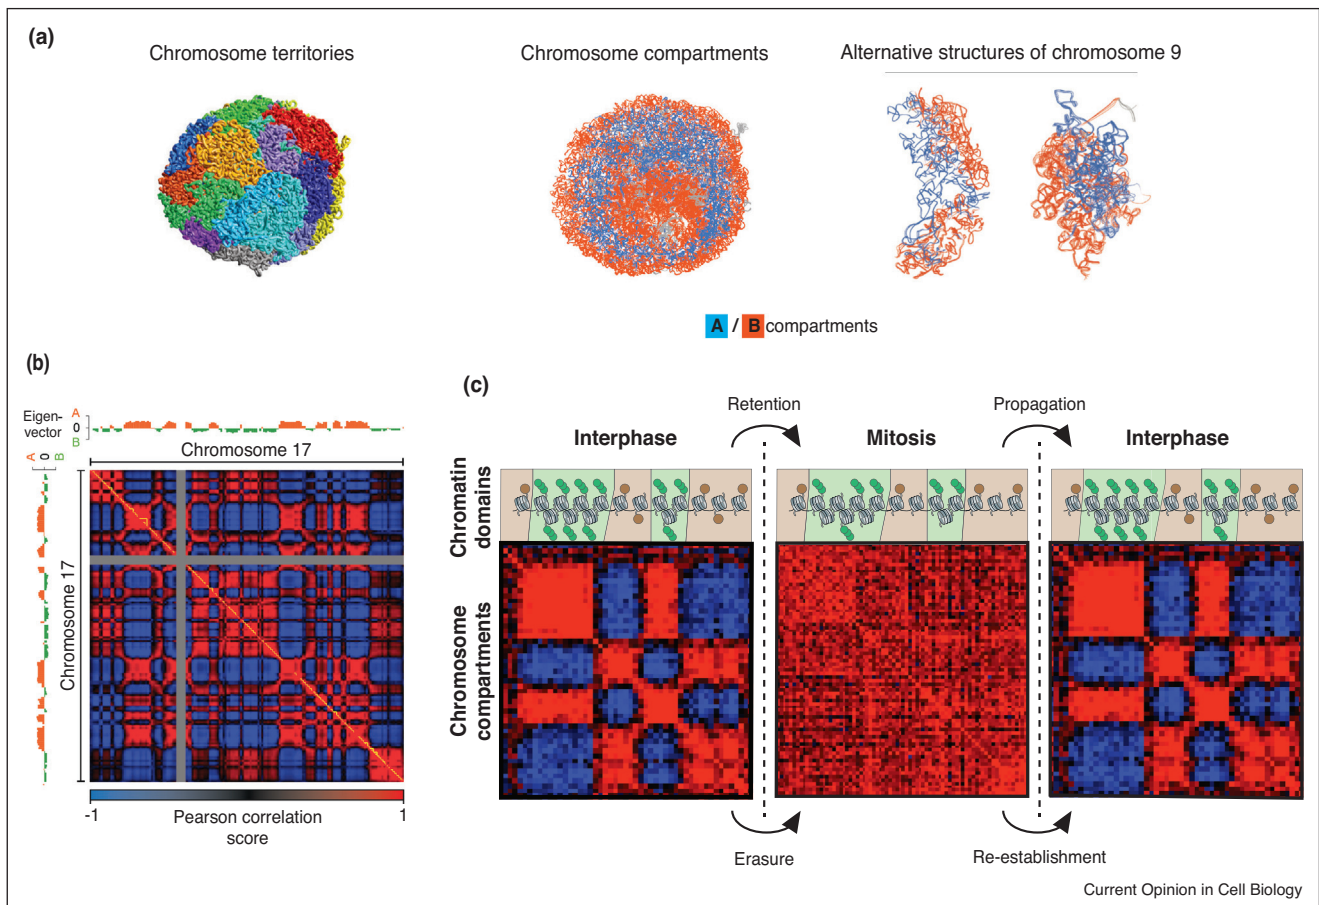 (a)
Chromosome territories
Chromosome compartments
Alternative structures of chromosome 9
A / B compartments
(b)
Eigen-
vector
A
0
B
A 0 B
Chromosome 17
Chromosome 17
-1
1
Pearson correlation
score
(c)
Retention
Propagation
Interphase
Mitosis
Interphase
Chromatin
domains
Chromosome
compartments
Erasure
Re-establishment
Current Opinion in Cell Biology